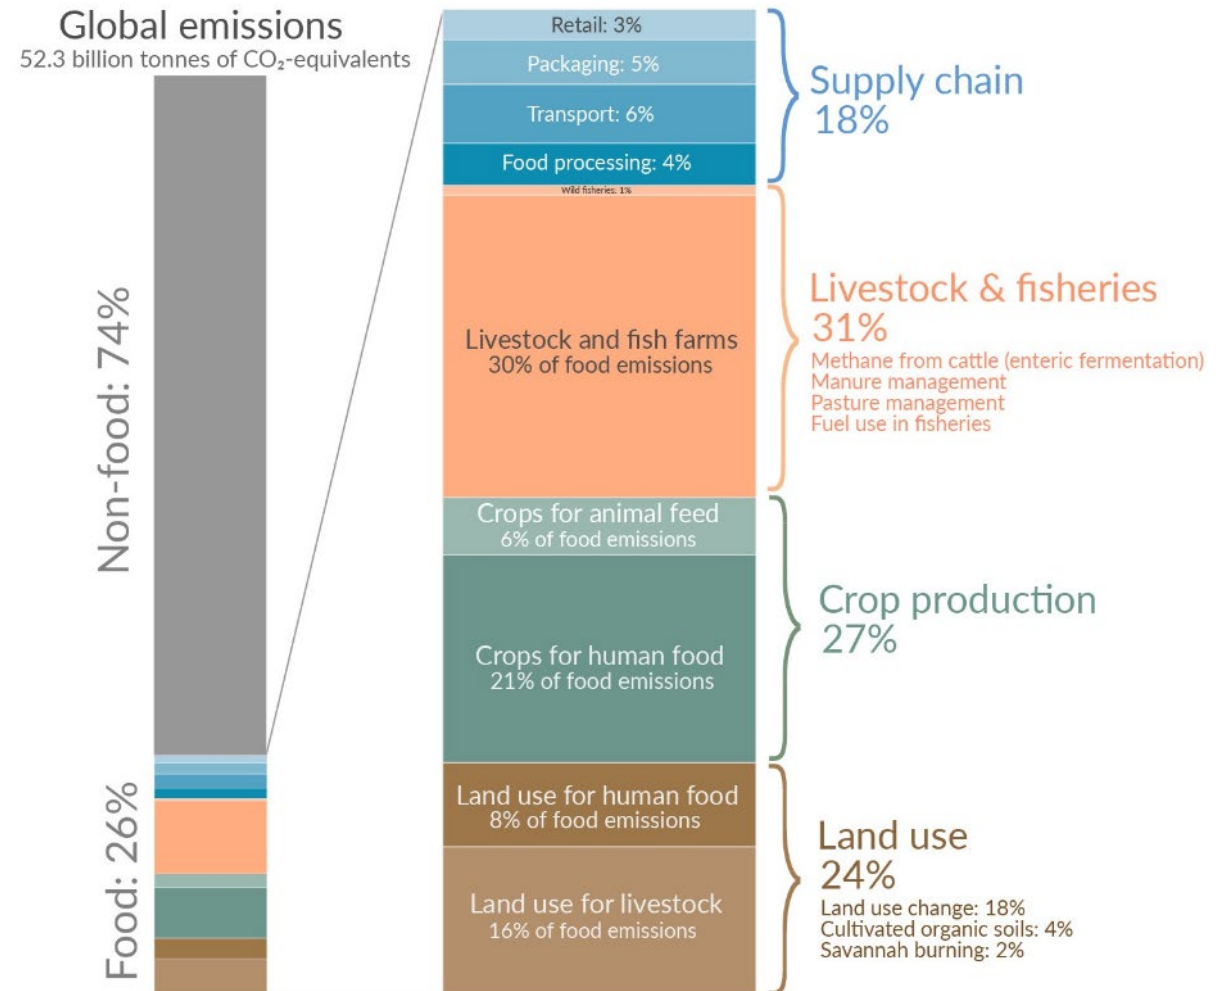 Global emissions
52.3 billion tonnes of CO₂-equivalents
Non-food: 74%
Food: 26%
Retail: 3%
Packaging: 5%
Transport: 6%
Food processing: 4%
Wild fisheries: 1%
Livestock and fish farms
30% of food emissions
Crops for animal feed
6% of food emissions
Crops for human food
21% of food emissions
Land use for human food
8% of food emissions
Land use for livestock
16% of food emissions
Supply chain
18%
Livestock & fisheries
31%
Methane from cattle (enteric fermentation)
Manure management
Pasture management
Fuel use in fisheries
Crop production
27%
Land use
24%
Land use change: 18%
Cultivated organic soils: 4%
Savannah burning: 2%